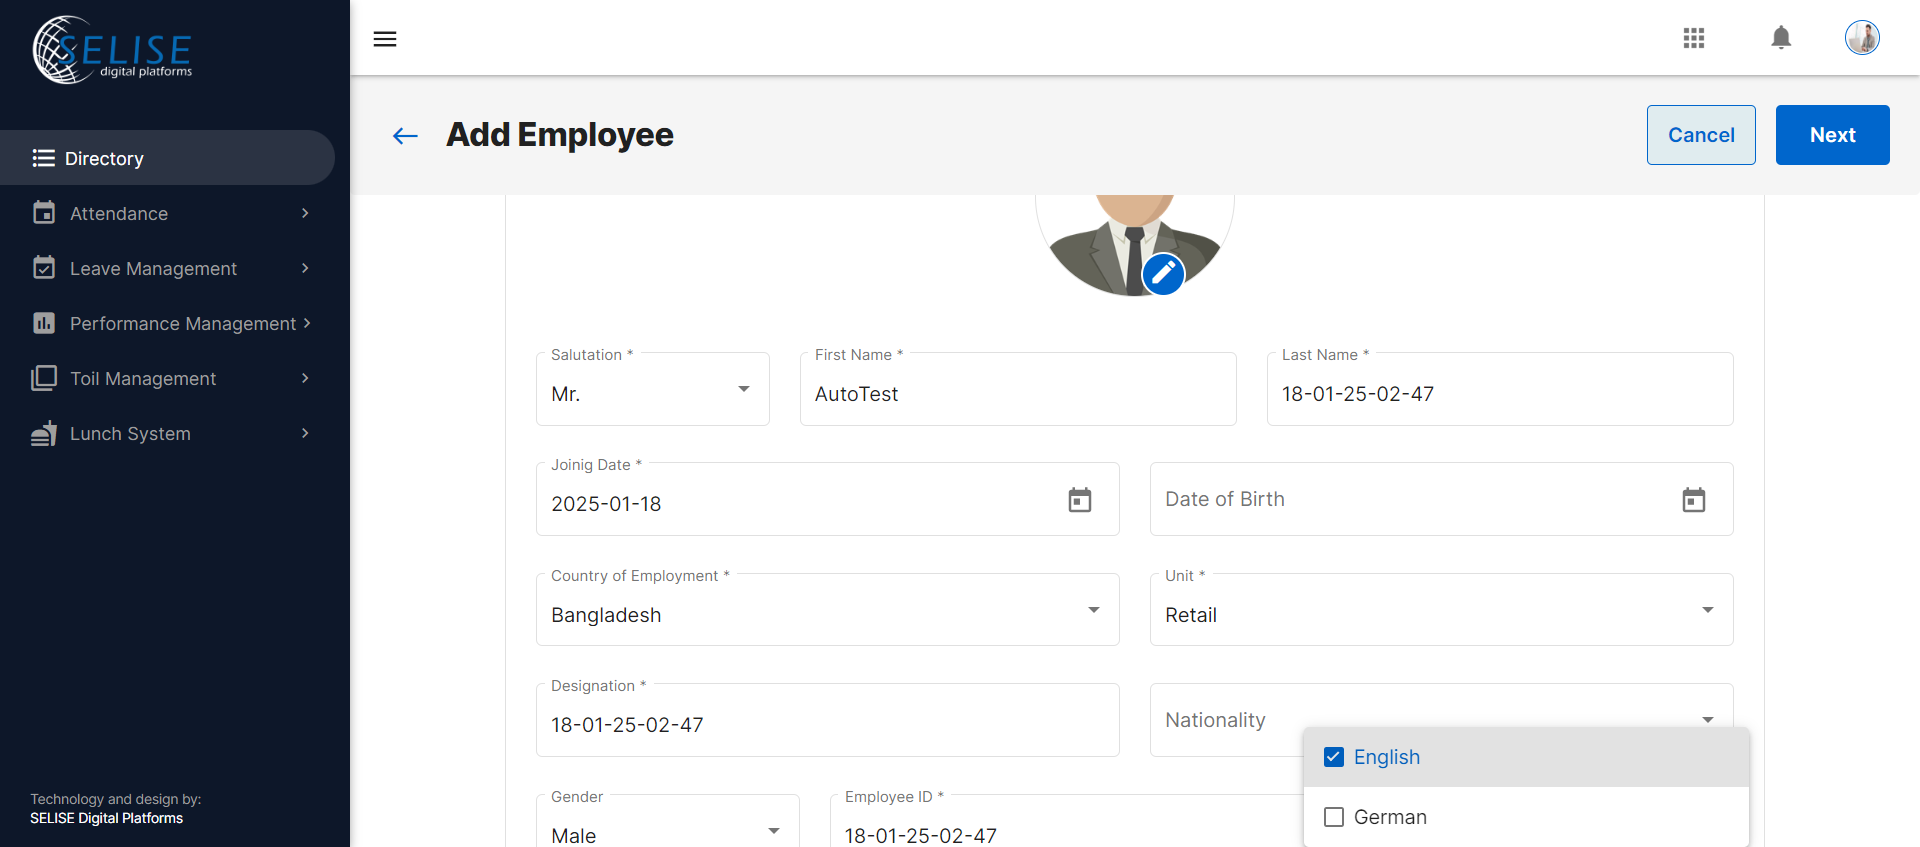 SELISE
digital platforms
Add Employee
Cancel
Next
Directory
Attendance
Leave Management
Performance Management
Toil Management
Lunch System
Salutation *
First Name *
Last Name *
Mr.
AutoTest
18-01-25-02-47
Joinig Date *
2025-01-18
Date of Birth
Country of Employment *
Unit *
Bangladesh
Retail
Designation *
18-01-25-02-47
Nationality
English
German
Gender
Employee ID *
Male
18-01-25-02-47
Technology and design by:
SELISE Digital Platforms